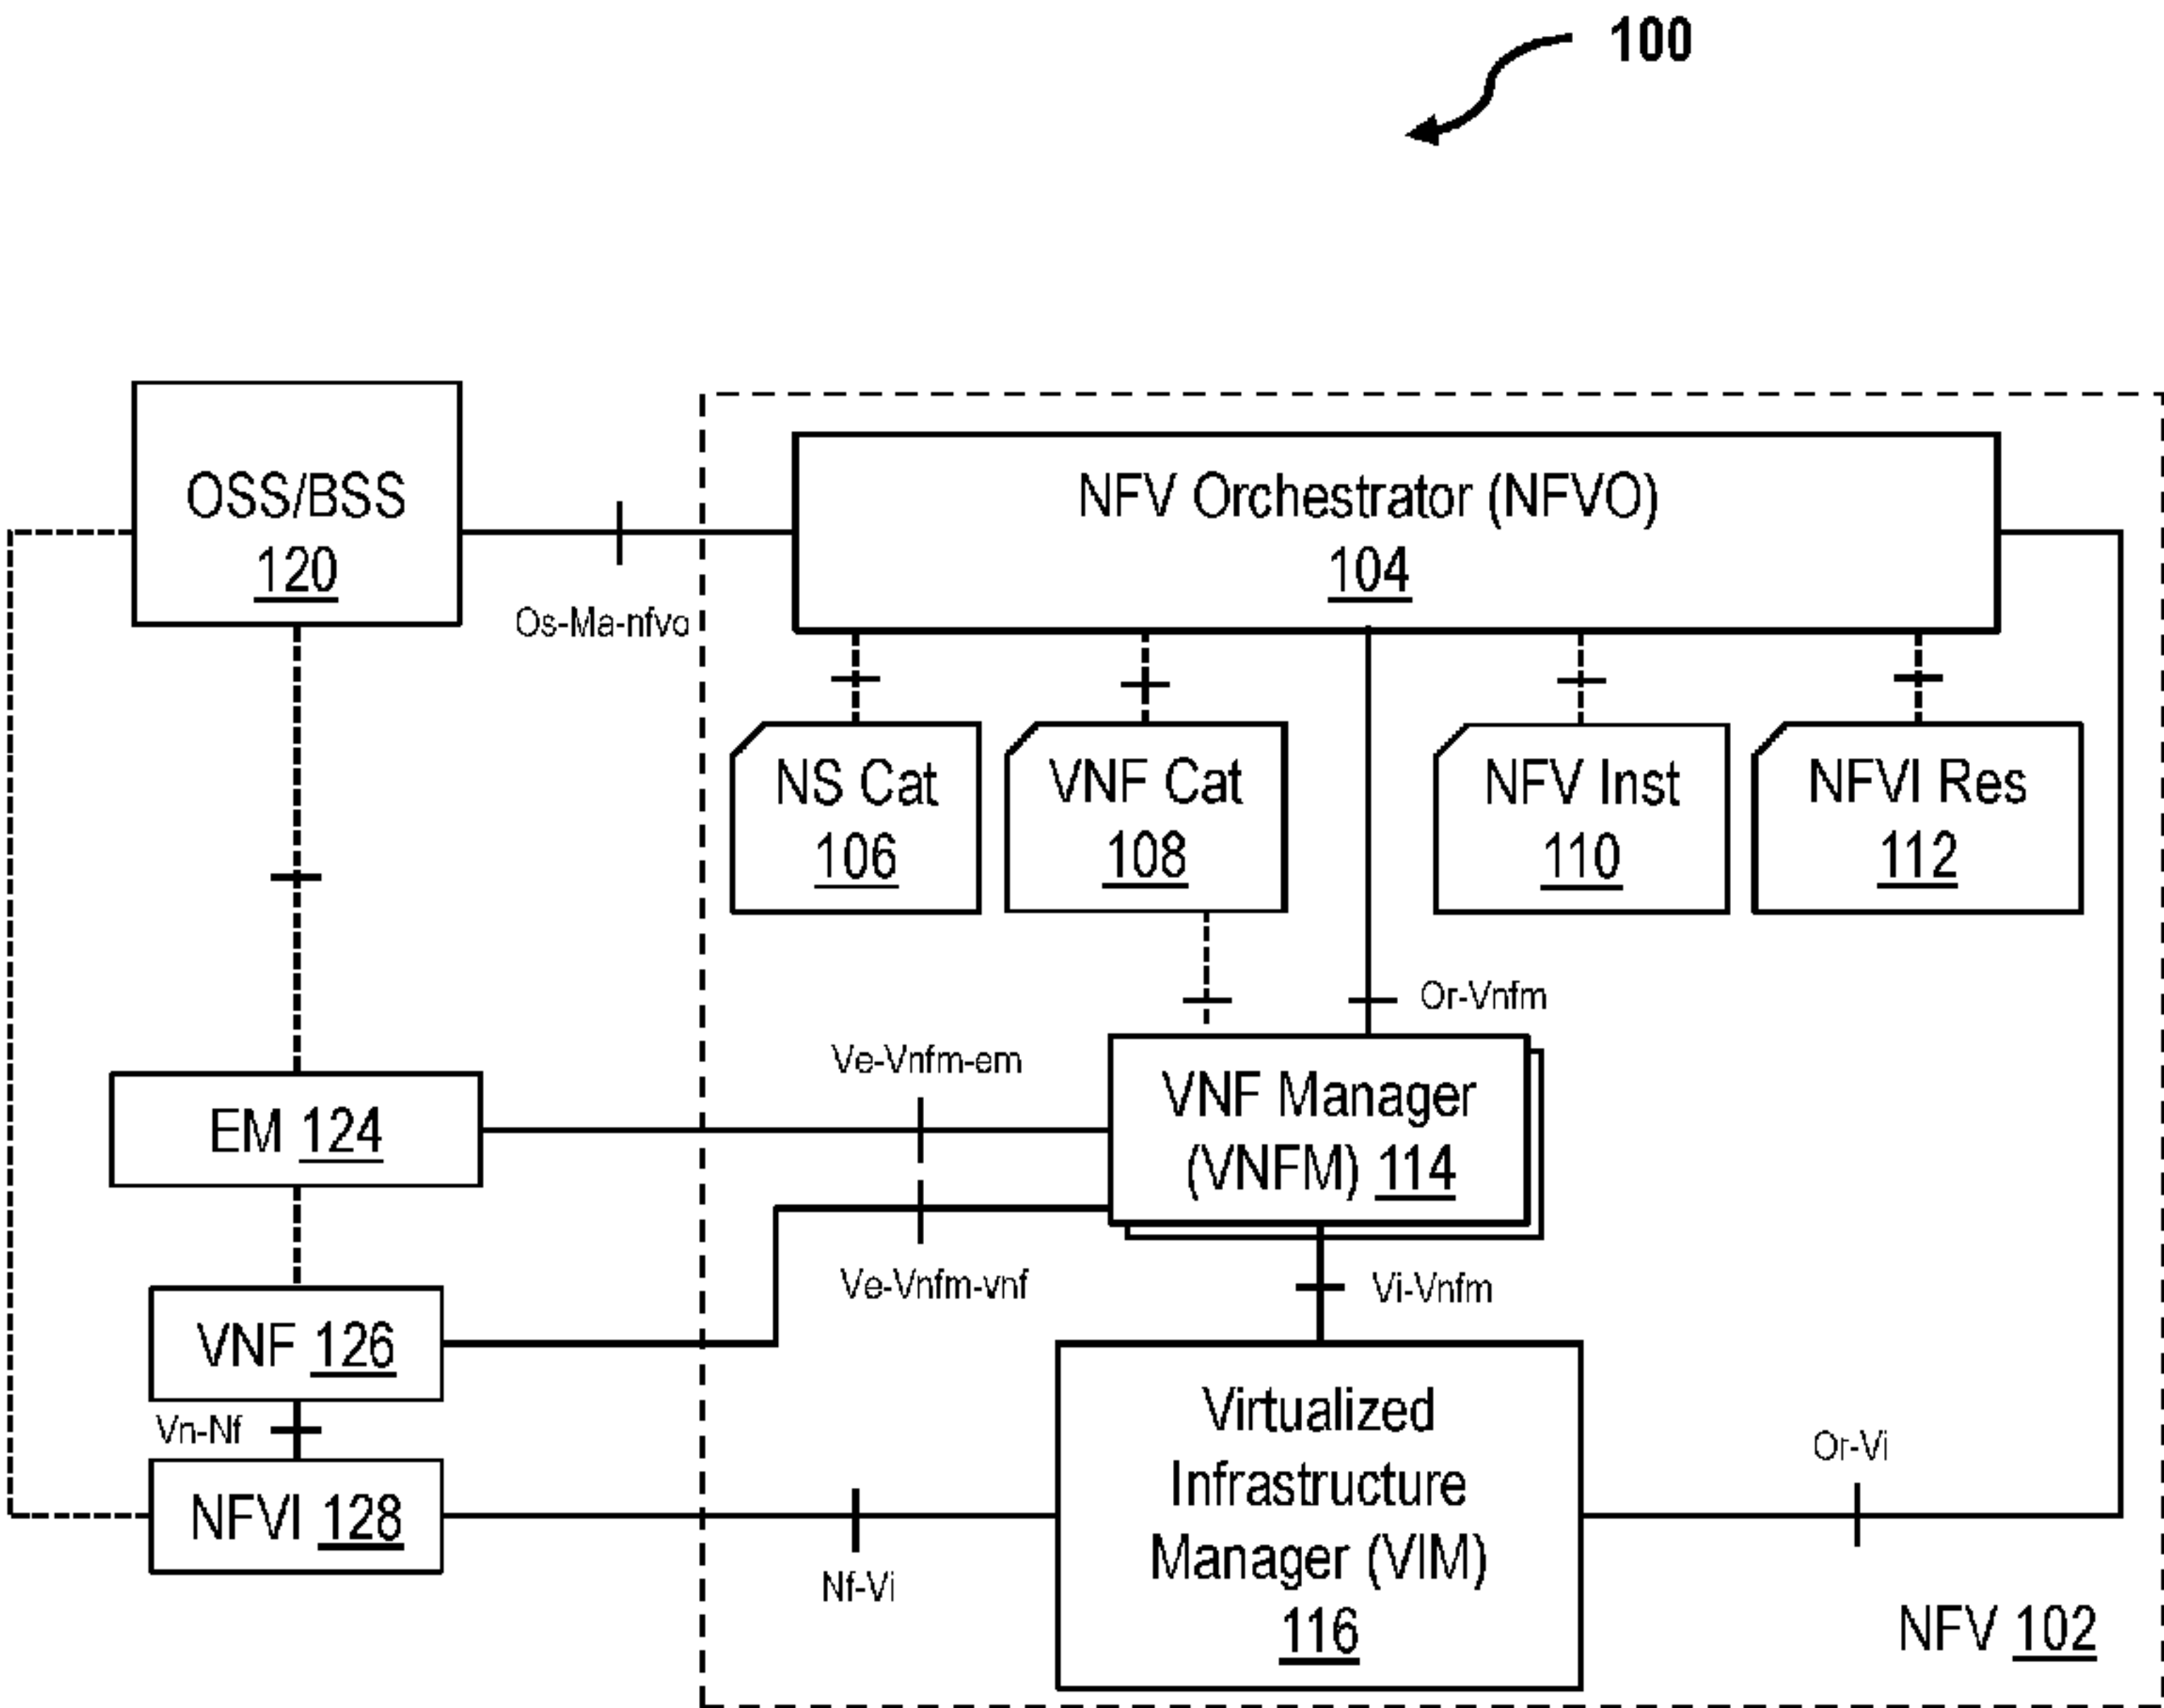 100
OSS/BSS
120
Os-Ma-nfvo
NFV Orchestrator (NFVO)
104
NS Cat
106
VNF Cat
108
NFV Inst
110
NFVI Res
112
Or-Vnfm
Ve-Vnfm-em
EM 124
VNF Manager
(VNFM) 114
Ve-Vnfm-vnf
Vi-Vnfm
VNF 126
Vn-Nf
NFVI 128
Nf-Vi
Virtualized
Infrastructure
Manager (VIM)
116
Or-Vi
NFV 102